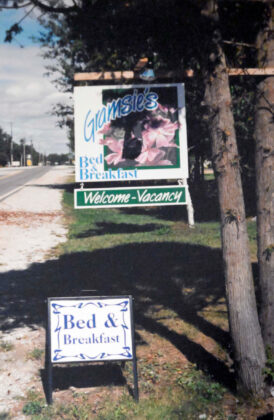 Gramsie's
Bed
& Breakfast
Welcome-Vacancy
Bed &
Breakfast